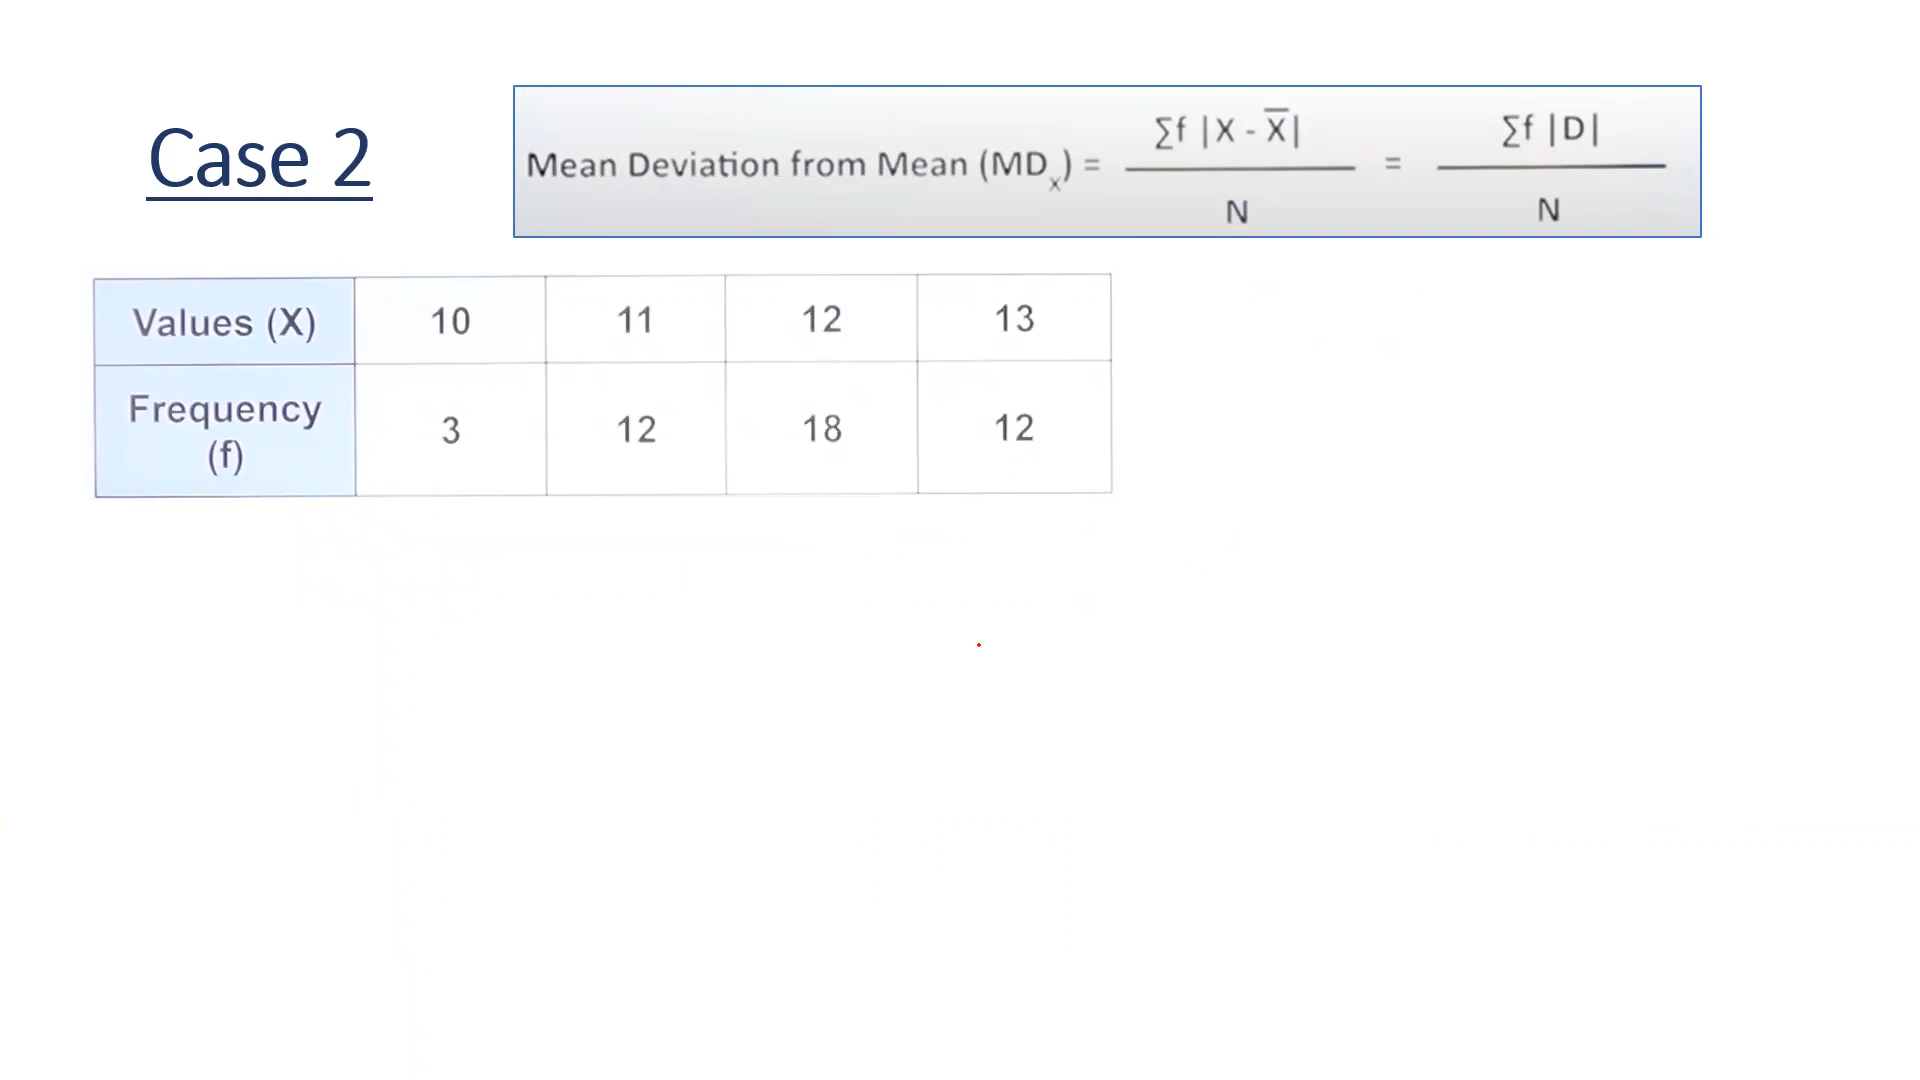 Case 2
Mean Deviation from Mean (MDx) = ∑f |X - X̅| / N = ∑f |D| / N
Values (X) 10 11 12 13
Frequency (f) 3 12 18 12